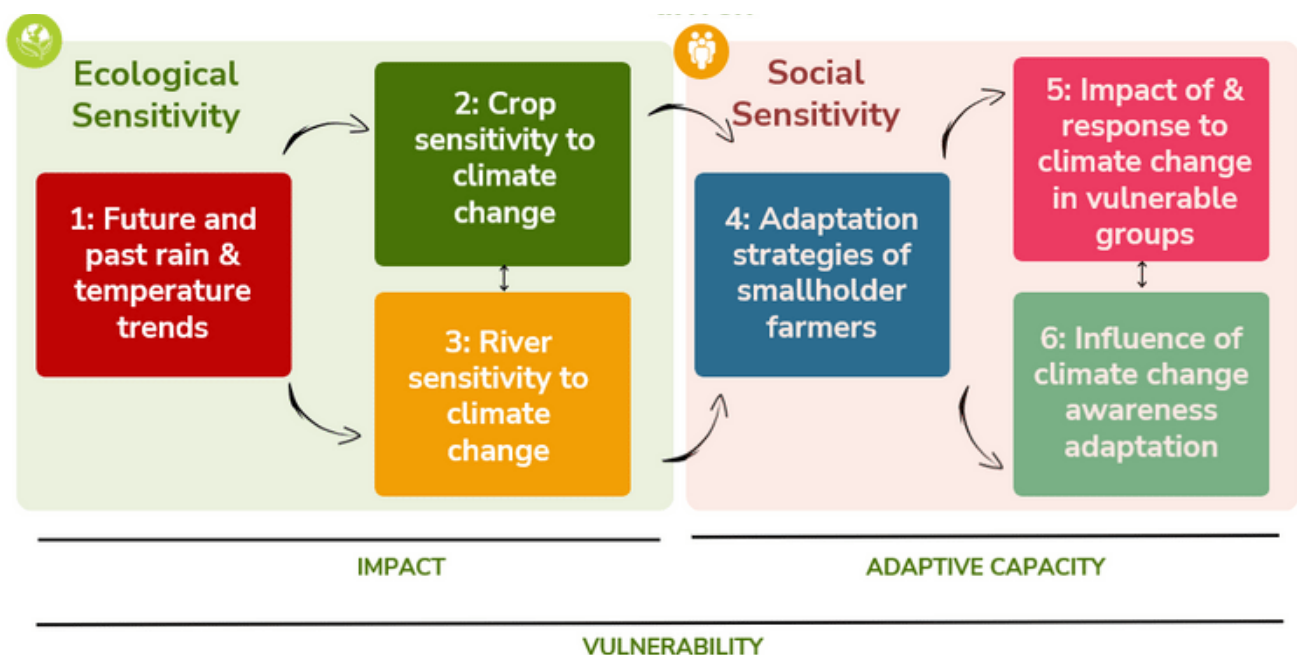 Ecological
Sensitivity
1: Future and
past rain &
temperature
trends
2: Crop
sensitivity to
climate
change
3: River
sensitivity to
climate
change
Social
Sensitivity
4: Adaptation
strategies of
smallholder
farmers
5: Impact of &
response to
climate change
in vulnerable
groups
6: Influence of
climate change
awareness
adaptation
IMPACT
ADAPTIVE CAPACITY
VULNERABILITY